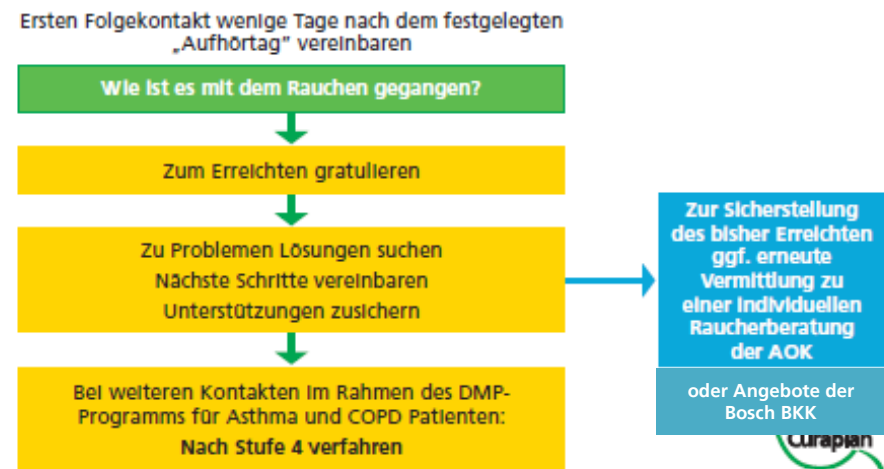 Ersten Folgekontakt wenige Tage nach dem festgelegten
„Aufhörtag" vereinbaren
Wie ist es mit dem Rauchen gegangen?
Zum Erreichten gratulieren
Zu Problemen Lösungen suchen
Nächste Schritte vereinbaren
Unterstützungen zusichern
Zur Sicherstellung
des bisher Erreichten
ggf. erneute
Vermittlung zu
einer individuellen
Raucherberatung
der AOK
oder Angebote der
Bosch BKK
Bei weiteren Kontakten im Rahmen des DMP-
Programms für Asthma und COPD Patienten:
Nach Stufe 4 verfahren
Curaplan